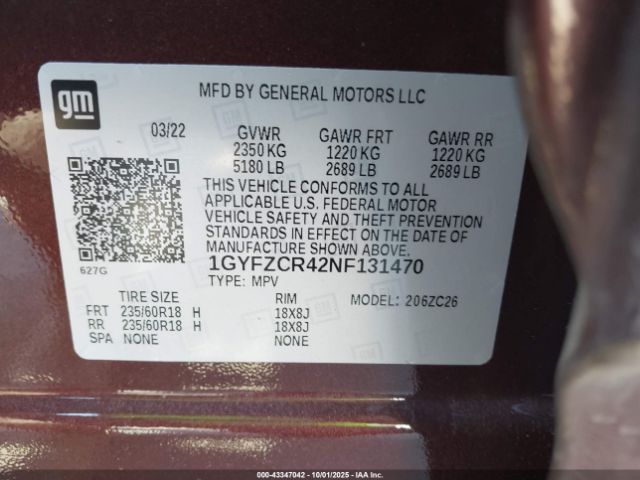 gm
MFD BY GENERAL MOTORS LLC
03/22 GVWR GAWR FRT GAWR RR
2350 KG 1220 KG 1220 KG
5180 LB 2689 LB 2689 LB
THIS VEHICLE CONFORMS TO ALL
APPLICABLE U.S. FEDERAL MOTOR
VEHICLE SAFETY AND THEFT PREVENTION
STANDARDS IN EFFECT ON THE DATE OF
MANUFACTURE SHOWN ABOVE.
627G 1GYFZCR42NF131470
TYPE: MPV MODEL: 206ZC26
TIRE SIZE RIM
FRT 235/60R18 H 18X8J
RR 235/60R18 H 18X8J
SPA NONE NONE
000-43347042 10/01/2025 IAAI.COM